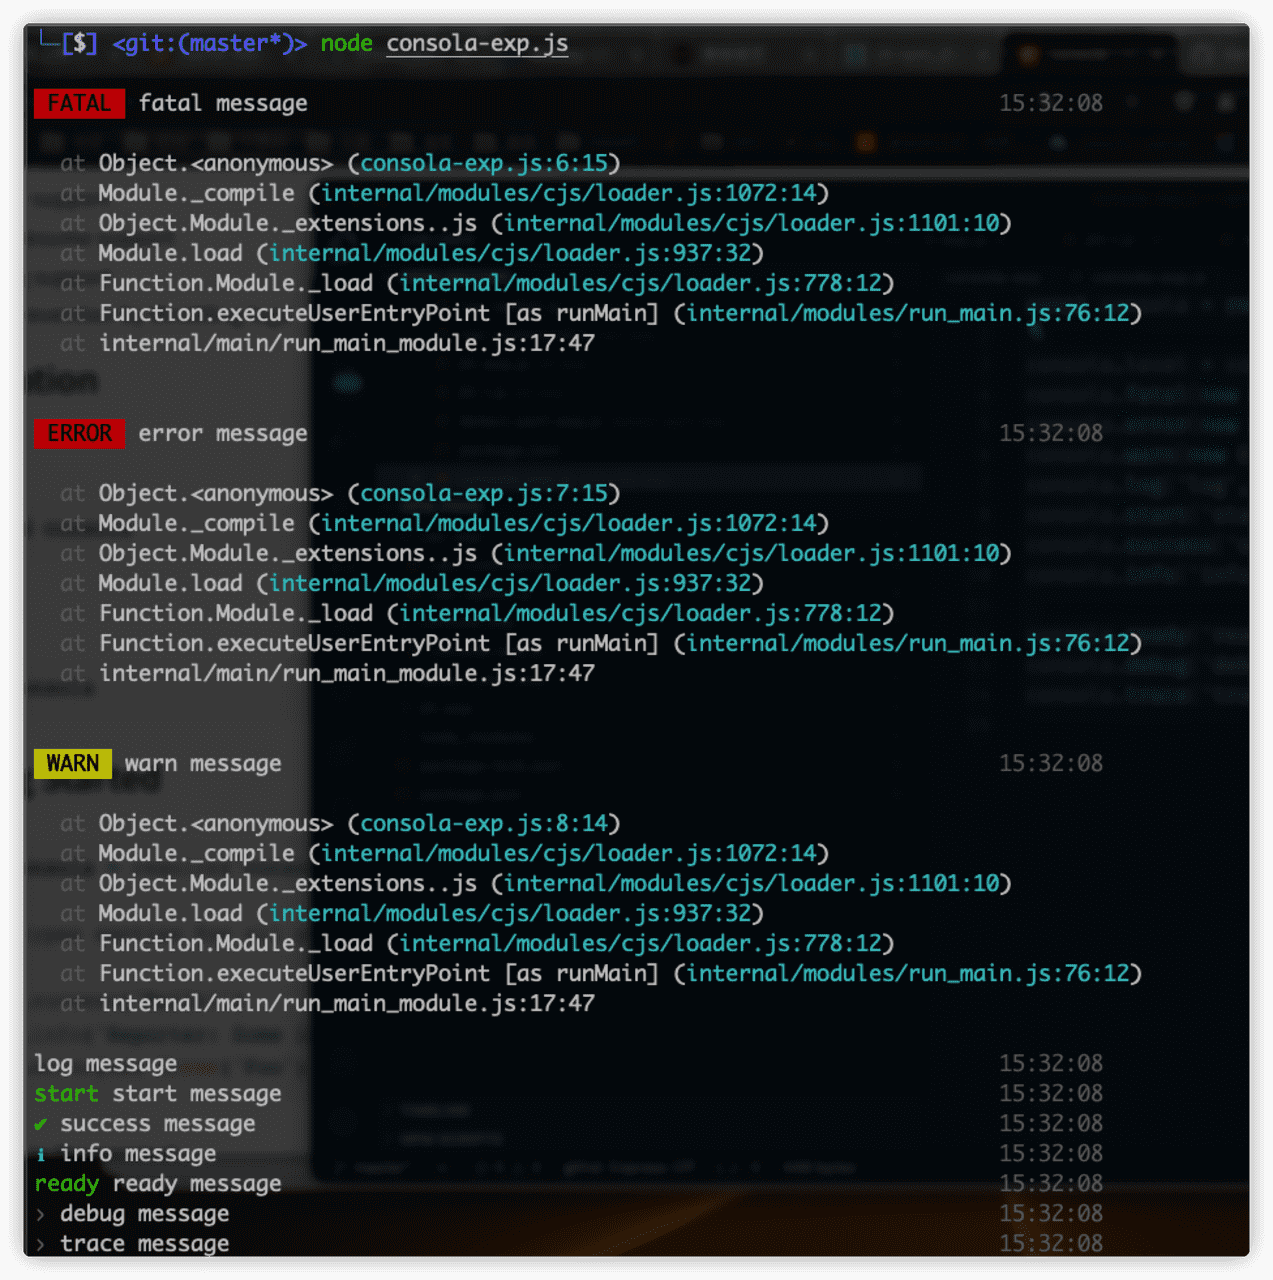 └─[$] <git:(master*)> node consola-exp.js
FATAL fatal message 15:32:08
at Object.<anonymous> (consola-exp.js:6:15)
at Module._compile (internal/modules/cjs/loader.js:1072:14)
at Object.Module._extensions..js (internal/modules/cjs/loader.js:1101:10)
at Module.load (internal/modules/cjs/loader.js:937:32)
at Function.Module._load (internal/modules/cjs/loader.js:778:12)
at Function.executeUserEntryPoint [as runMain] (internal/modules/run_main.js:76:12)
at internal/main/run_main_module.js:17:47
ERROR error message 15:32:08
at Object.<anonymous> (consola-exp.js:7:15)
at Module._compile (internal/modules/cjs/loader.js:1072:14)
at Object.Module._extensions..js (internal/modules/cjs/loader.js:1101:10)
at Module.load (internal/modules/cjs/loader.js:937:32)
at Function.Module._load (internal/modules/cjs/loader.js:778:12)
at Function.executeUserEntryPoint [as runMain] (internal/modules/run_main.js:76:12)
at internal/main/run_main_module.js:17:47
WARN warn message 15:32:08
at Object.<anonymous> (consola-exp.js:8:14)
at Module._compile (internal/modules/cjs/loader.js:1072:14)
at Object.Module._extensions..js (internal/modules/cjs/loader.js:1101:10)
at Module.load (internal/modules/cjs/loader.js:937:32)
at Function.Module._load (internal/modules/cjs/loader.js:778:12)
at Function.executeUserEntryPoint [as runMain] (internal/modules/run_main.js:76:12)
at internal/main/run_main_module.js:17:47
log message 15:32:08
start start message 15:32:08
✔ success message 15:32:08
ℹ info message 15:32:08
ready ready message 15:32:08
› debug message 15:32:08
› trace message 15:32:08